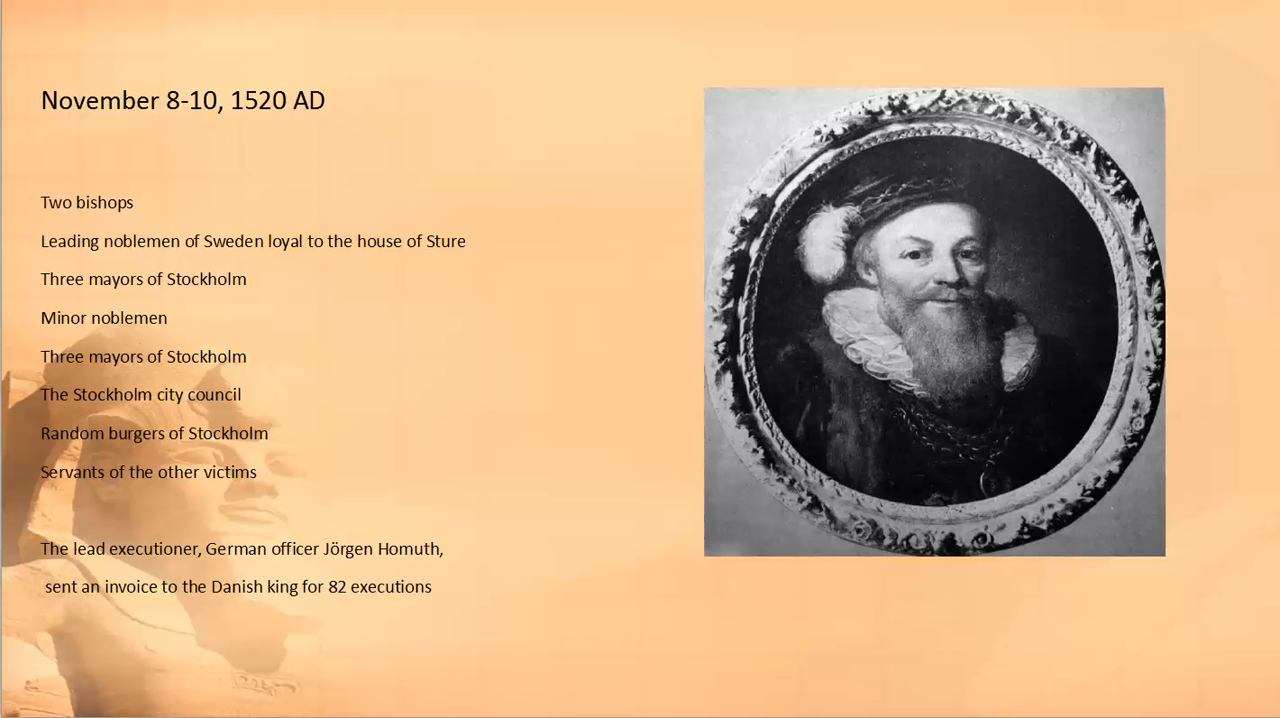 November 8-10, 1520 AD
Two bishops
Leading noblemen of Sweden loyal to the house of Sture
Three mayors of Stockholm
Minor noblemen
Three mayors of Stockholm
The Stockholm city council
Random burgers of Stockholm
Servants of the other victims
The lead executioner, German officer Jörgen Homuth,
sent an invoice to the Danish king for 82 executions